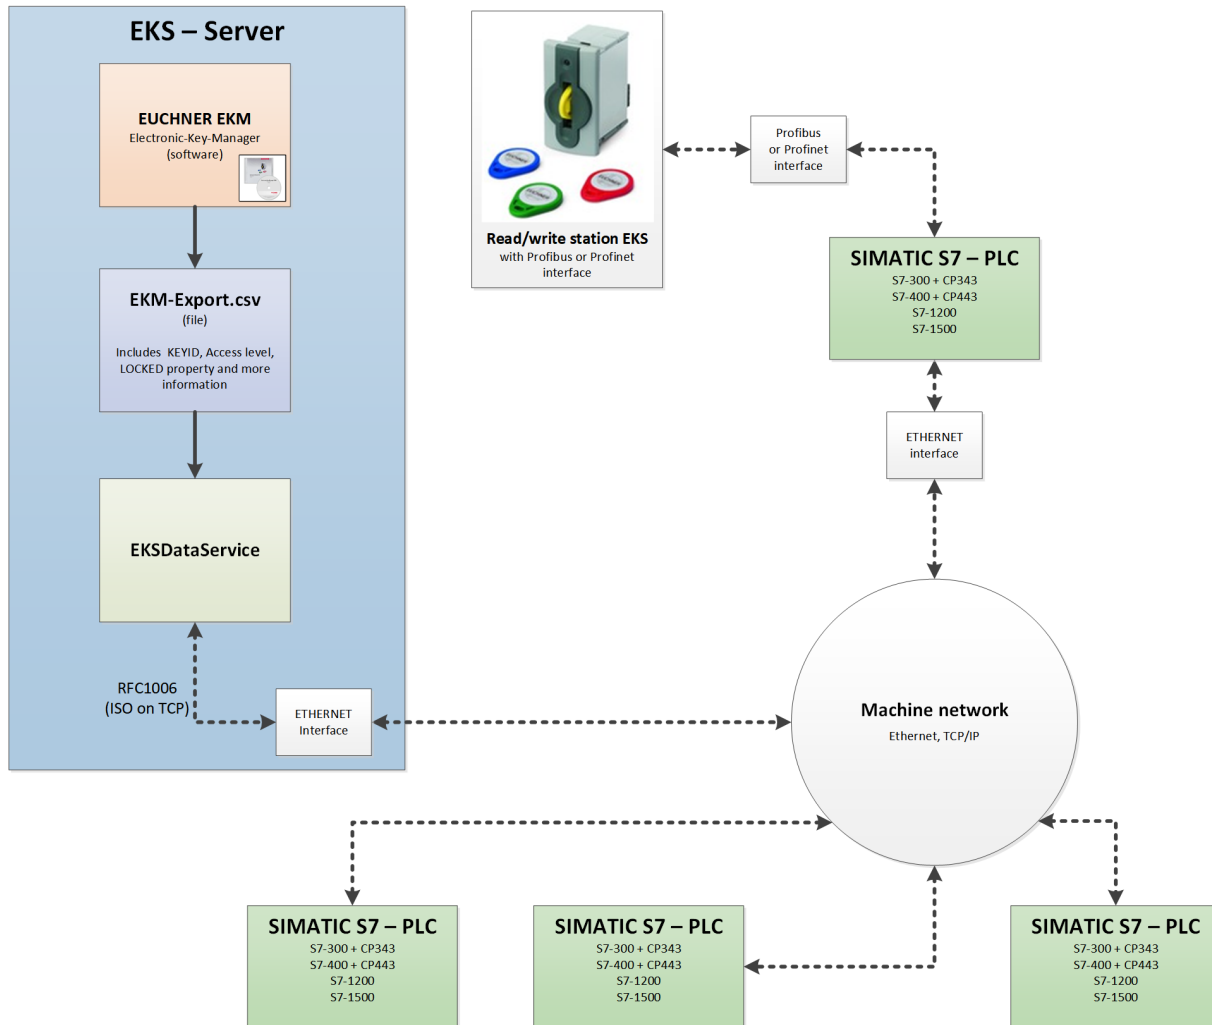 EKS – Server
EUCHNER EKM
Electronic-Key-Manager
(software)
EKM-Export.csv
(file)
Includes  KEYID, Access level,
LOCKED property and more
information
EKSDataService
RFC1006
(ISO on TCP)
ETHERNET
Interface
EUCHNER
EUCHNER
EUCHNER
Read/write station EKS
with Profibus or Profinet
interface
Profibus
or Profinet
interface
SIMATIC S7 – PLC
S7-300 + CP343
S7-400 + CP443
S7-1200
S7-1500
ETHERNET
interface
Machine network
Ethernet, TCP/IP
SIMATIC S7 – PLC
S7-300 + CP343
S7-400 + CP443
S7-1200
S7-1500
SIMATIC S7 – PLC
S7-300 + CP343
S7-400 + CP443
S7-1200
S7-1500
SIMATIC S7 – PLC
S7-300 + CP343
S7-400 + CP443
S7-1200
S7-1500